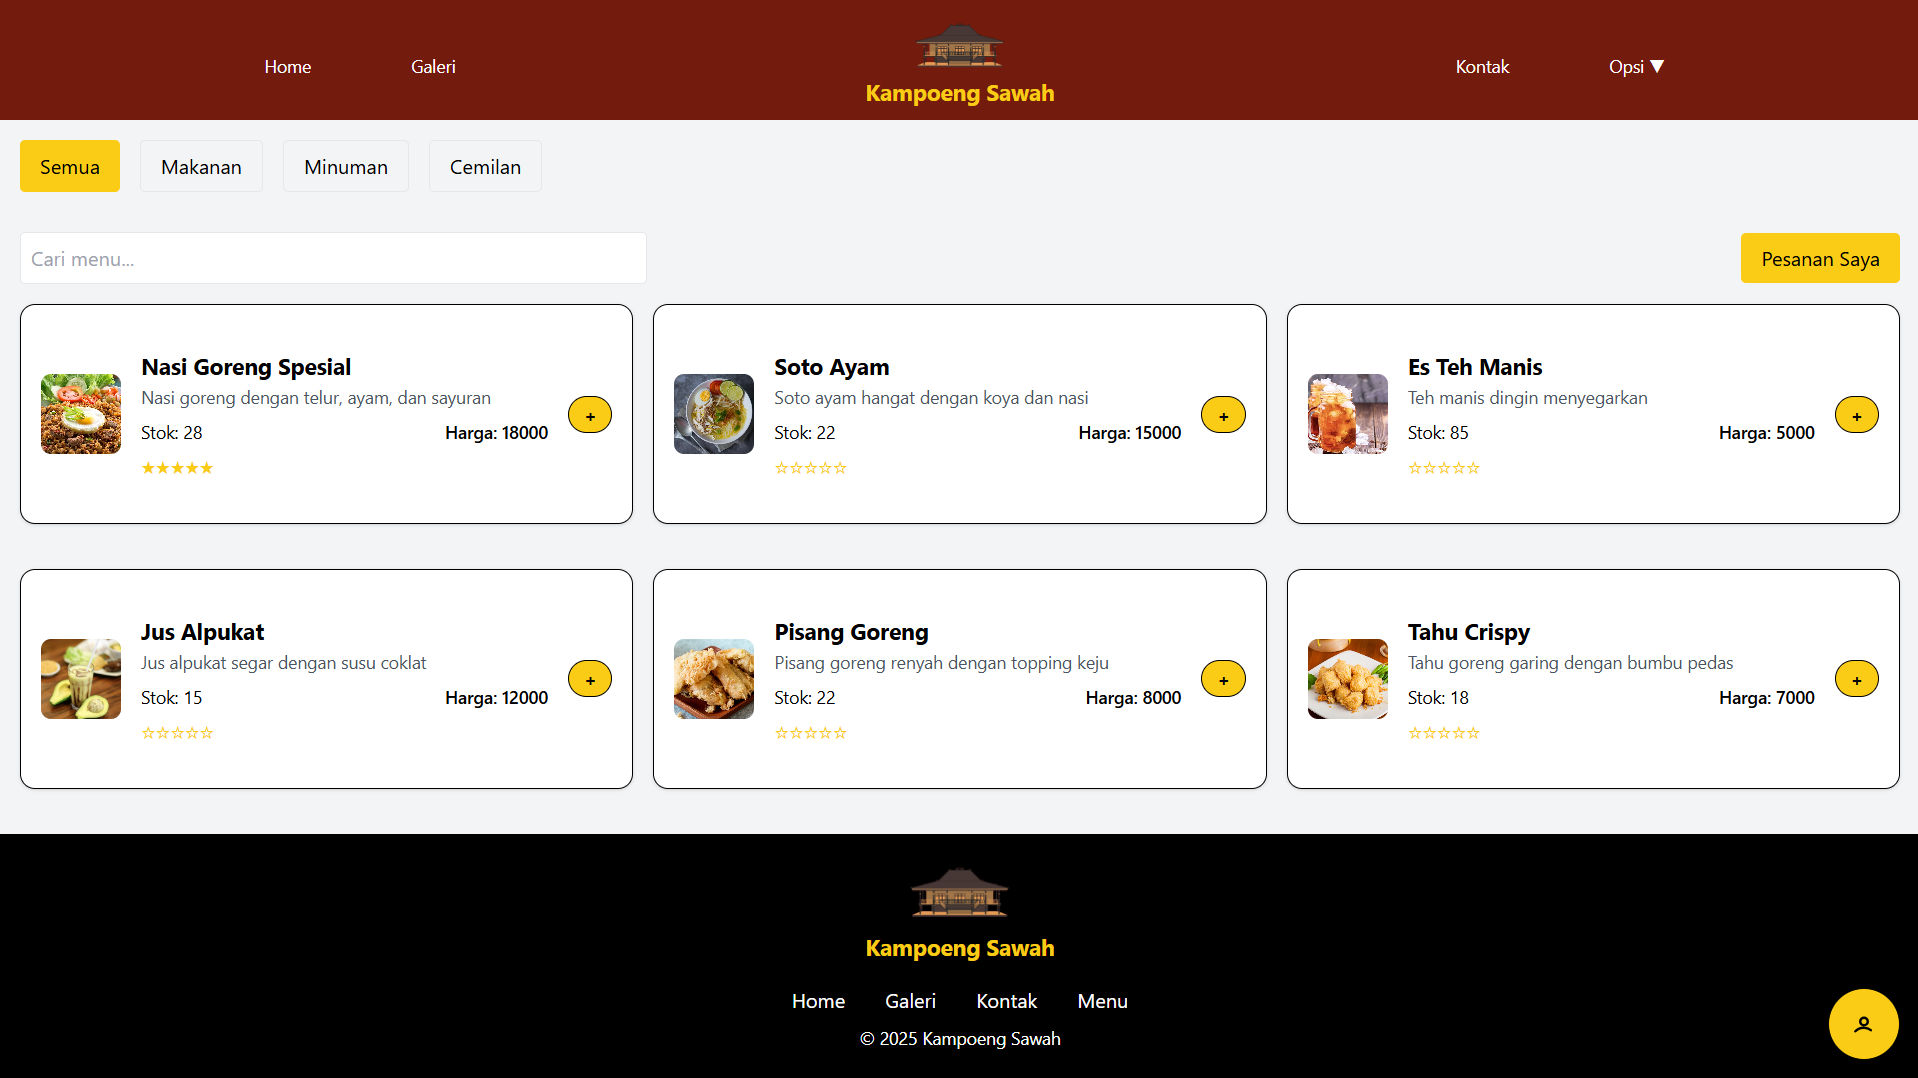 Home
Galeri
Kampoeng Sawah
Kontak
Opsi ▼
Semua
Makanan
Minuman
Cemilan
Cari menu...
Pesanan Saya
Nasi Goreng Spesial
Nasi goreng dengan telur, ayam, dan sayuran
Stok: 28
Harga: 18000
★★★★★
+
Soto Ayam
Soto ayam hangat dengan koya dan nasi
Stok: 22
Harga: 15000
☆☆☆☆☆
+
Es Teh Manis
Teh manis dingin menyegarkan
Stok: 85
Harga: 5000
☆☆☆☆☆
+
Jus Alpukat
Jus alpukat segar dengan susu coklat
Stok: 15
Harga: 12000
☆☆☆☆☆
+
Pisang Goreng
Pisang goreng renyah dengan topping keju
Stok: 22
Harga: 8000
☆☆☆☆☆
+
Tahu Crispy
Tahu goreng garing dengan bumbu pedas
Stok: 18
Harga: 7000
☆☆☆☆☆
+
Kampoeng Sawah
Home
Galeri
Kontak
Menu
© 2025 Kampoeng Sawah